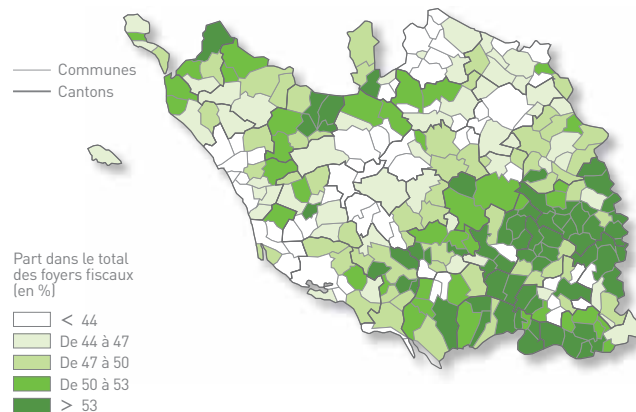 Communes
Cantons
Part dans le total
des foyers fiscaux
(en %)
< 44
De 44 à 47
De 47 à 50
De 50 à 53
> 53